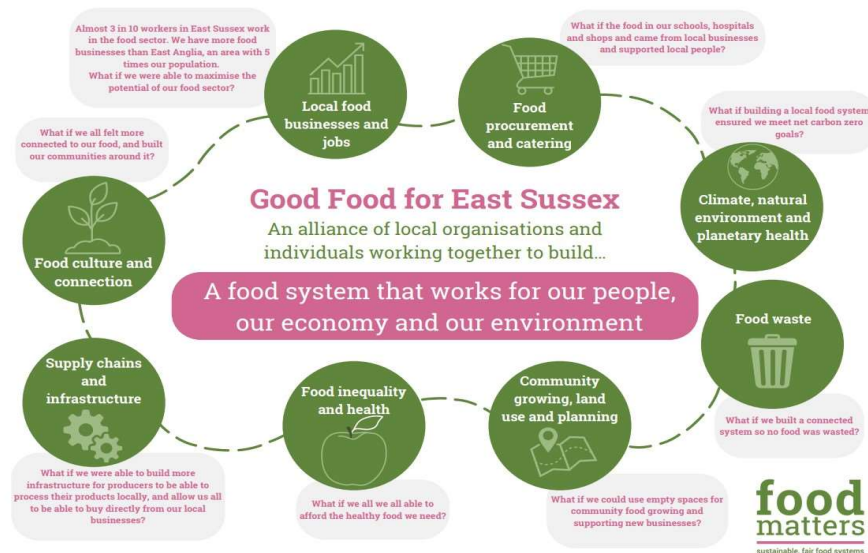 Almost 3 in 10 workers in East Sussex work
in the food sector. We have more food
businesses than East Anglia, an area with 5
times our population.
What if we were able to maximise the
potential of our food sector?
Local food
businesses and
jobs
What if the food in our schools, hospitals
and shops and came from local businesses
and supported local people?
Food
procurement
and catering
What if building a local food system
ensured we meet net carbon zero
goals?
Climate, natural
environment and
planetary health
What if we all felt more
connected to our food, and built
our communities around it?
Food culture and
connection
Good Food for East Sussex
An alliance of local organisations and
individuals working together to build...
A food system that works for our people,
our economy and our environment
Food waste
What if we built a connected
system so no food was wasted?
Supply chains
and
infrastructure
What if we were able to build more
infrastructure for producers to be able to
process their products locally, and allow us all
to be able to buy directly from our local
businesses?
Food inequality
and health
What if we all we all able to
afford the healthy food we need?
Community
growing, land
use and planning
What if we could use empty spaces for
community food growing and
supporting new businesses?
food
matters
sustainable, fair food systems